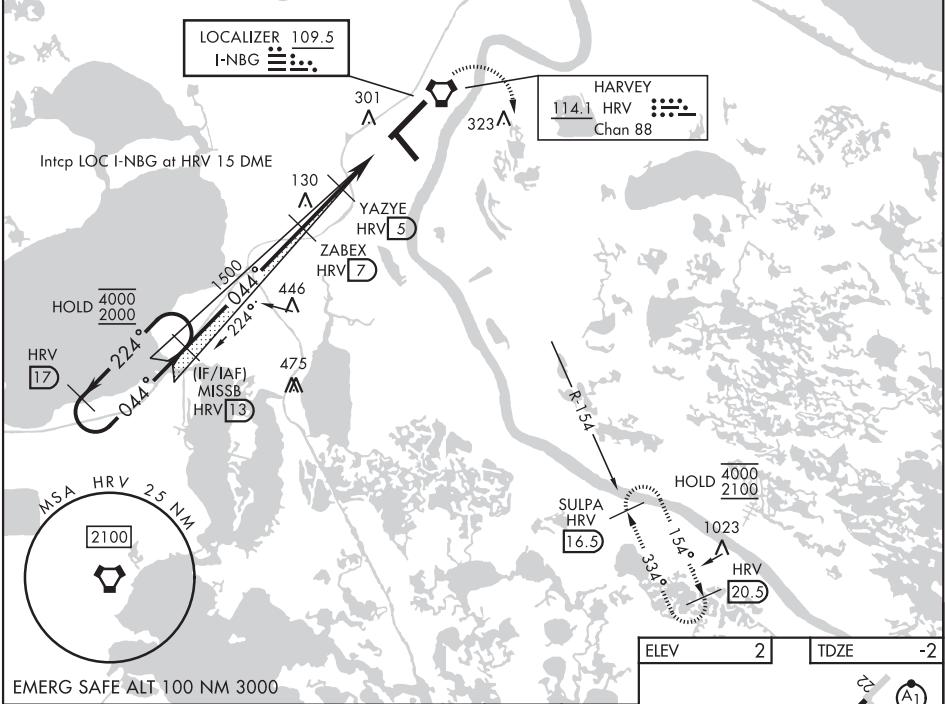 LOCALIZER 109.5
I-NBG
HARVEY
114.1 HRV
Chan 88
301
323
Intcp LOC I-NBG at HRV 15 DME
130
YAZYE
HRV 5
ZABEX
HRV 7
1500
044°
446
224°
HOLD 4000
2000
224°
HRV
17
044°
(IF/IAF)
MISSB
HRV 13
475
R-154
HOLD 4000
2100
SULPA
HRV
16.5
154°
334°
1023
HRV
20.5
MSA HRV 25 NM
2100
EMERG SAFE ALT 100 NM 3000
ELEV 2
TDZE -2
22
A1